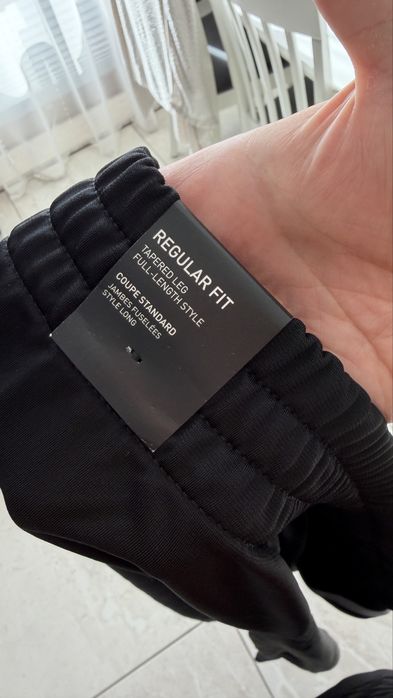 REGULAR FIT
TAPERED LEG
FULL-LENGTH STYLE
COUPE STANDARD
JAMBES FUSELÉES
STYLE LONG